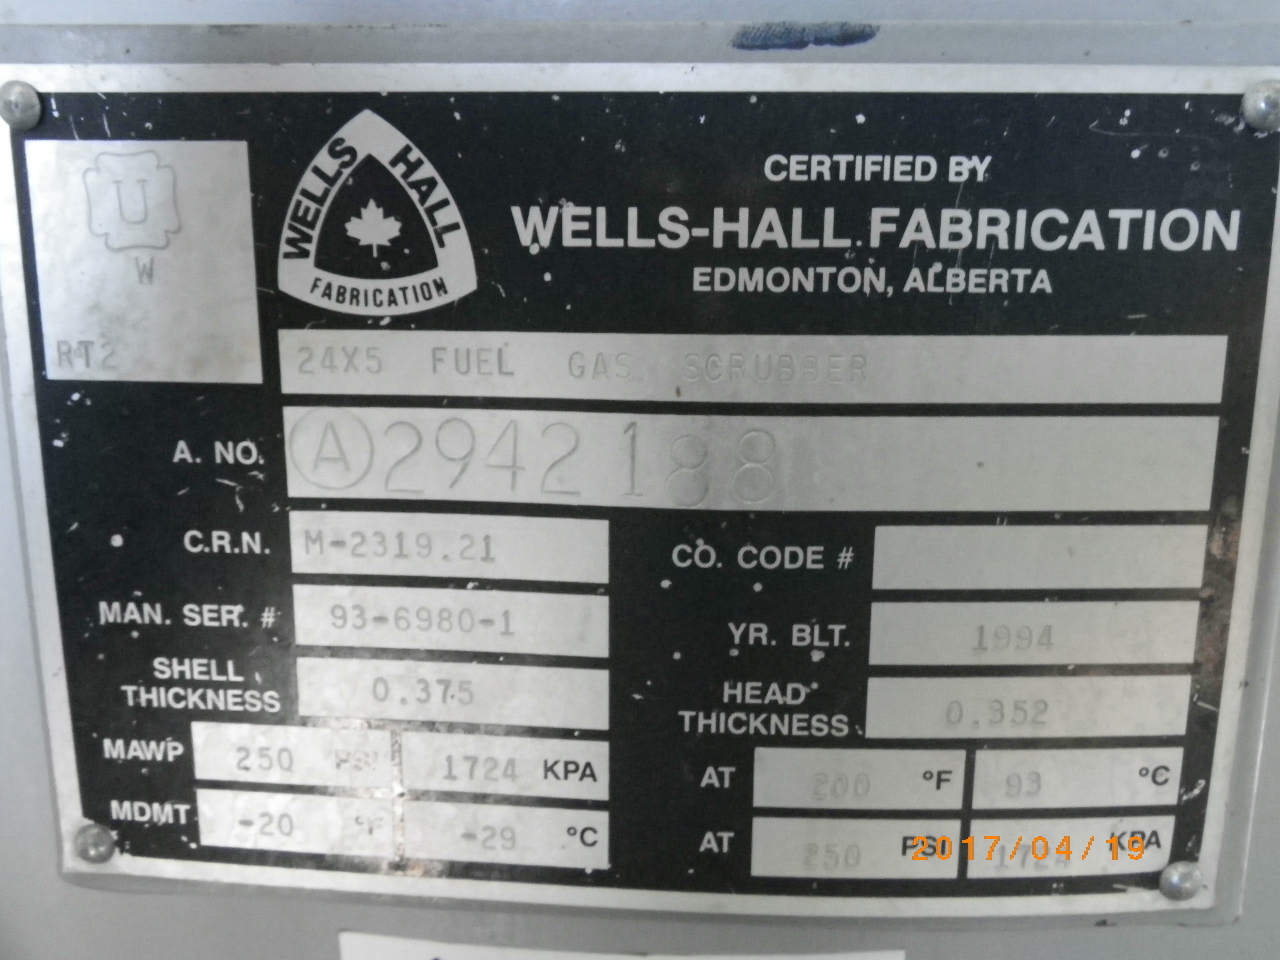 U
W
RT2
WELLS HALL
FABRICATION
CERTIFIED BY
WELLS-HALL FABRICATION
EDMONTON, ALBERTA
24X5 FUEL GAS SCRUBBER
A. NO. Ⓐ2942188
C.R.N. M-2319.21
CO. CODE #
MAN. SER. # 93-6980-1
YR. BLT. 1994
SHELL THICKNESS 0.375
HEAD THICKNESS 0.352
MAWP 250 PSI 1724 KPA AT 200 °F 93 °C
MDMT -20 °F -29 °C AT 250 PSI 1724 KPA
2017/04/19